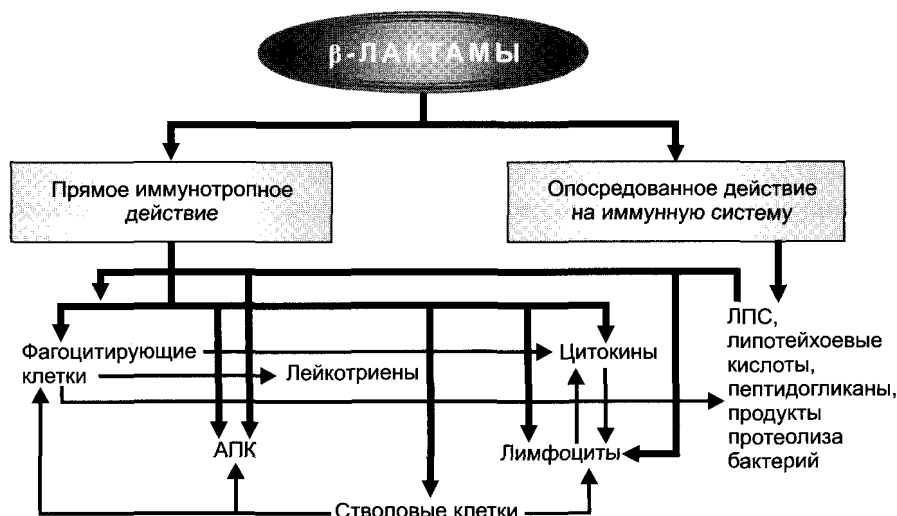 β-ЛАКТАМЫ
Прямое иммунотропное
действие
Опосредованное действие
на иммунную систему
Фагоцитирующие
клетки
Лейкотриены
Цитокины
ЛПС,
липотейхоевые
кислоты,
пептидогликаны,
продукты
протеолиза
бактерий
АПК
Лимфоциты
Стволовые клетки